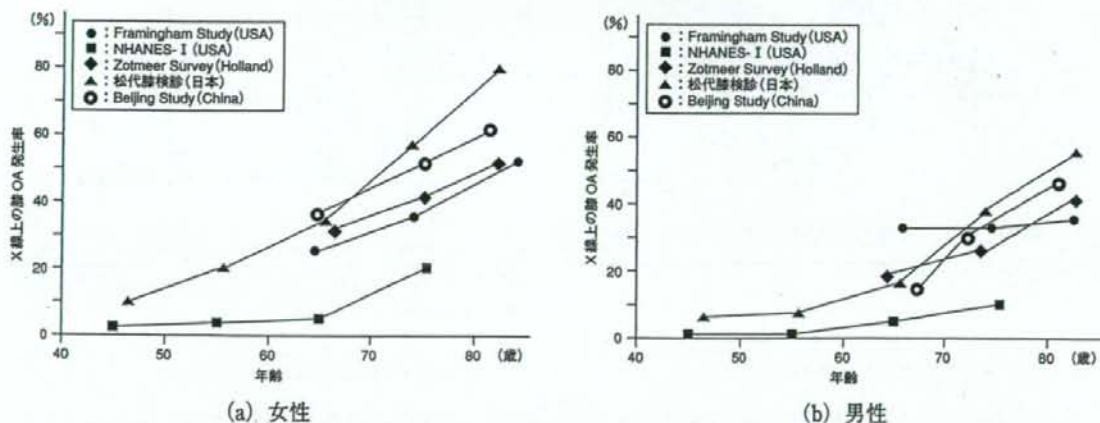 (%)
●：Framingham Study (USA)
■：NHANES-Ⅰ(USA)
◆：Zotmeer Survey (Holland)
▲：松代膝検診(日本)
◎：Beijing Study (China)
X線上の膝OA発生率
80
60
40
20
0
40 50 60 70 80 (歳)
年齢
(a) 女性
(%)
●：Framingham Study (USA)
■：NHANES-Ⅰ(USA)
◆：Zotmeer Survey (Holland)
▲：松代膝検診(日本)
◎：Beijing Study (China)
X線上の膝OA発生率
80
60
40
20
0
40 50 60 70 80 (歳)
年齢
(b) 男性